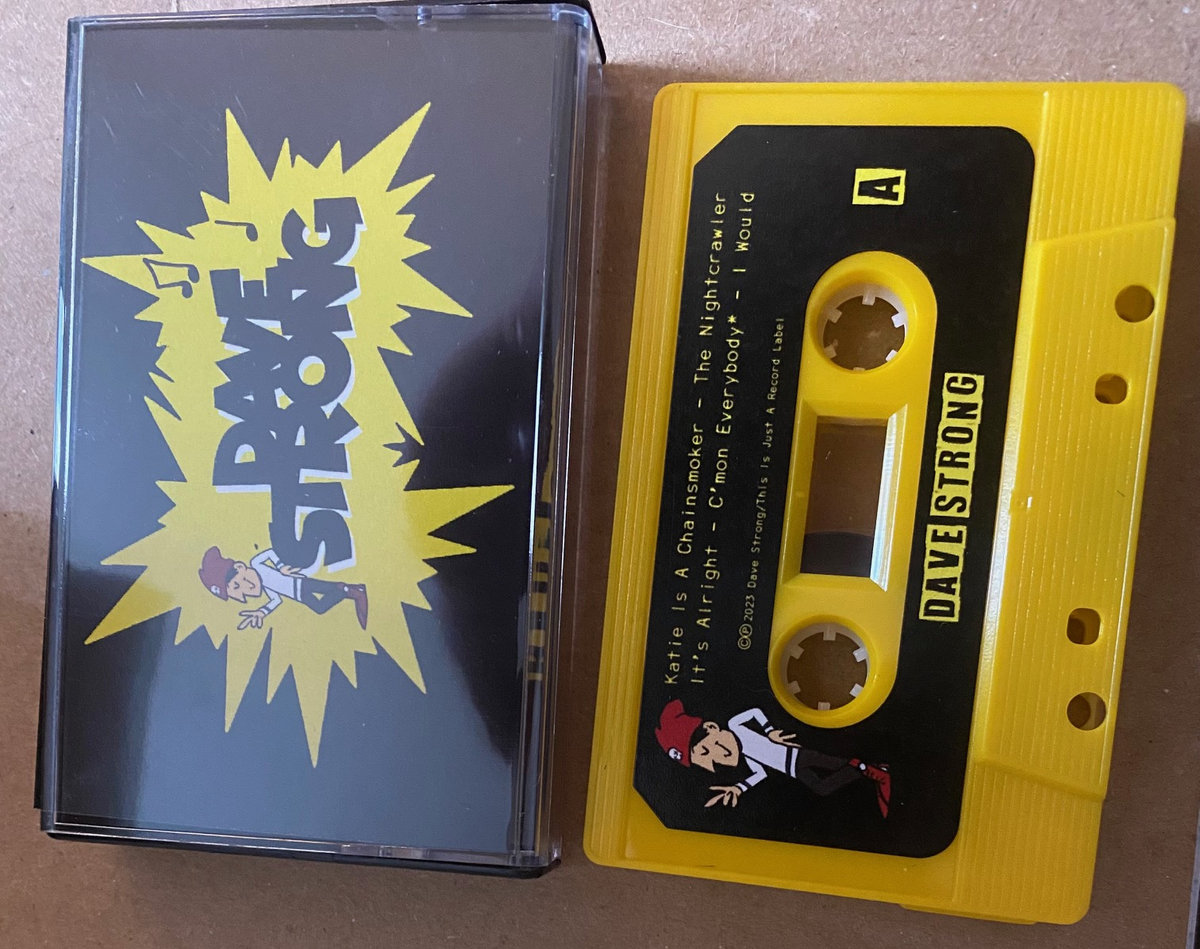 DAVE
STRONG
A
Katie Is A Chainsmoker - The Nightcrawler
It's Alright - C'mon Everybody* - I Would
©℗2023 Dave Strong/This Is Just A Record Label
DAVE STRONG